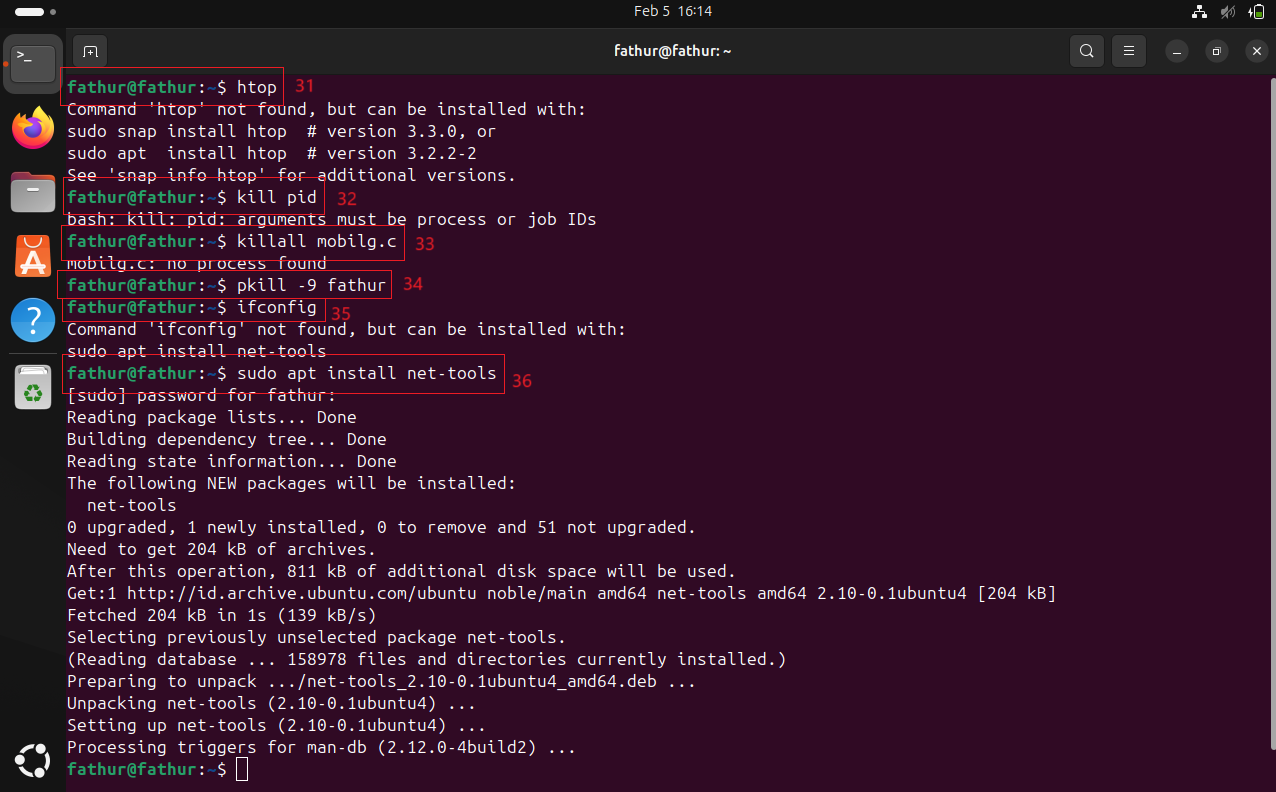 Feb 5 16:14
fathur@fathur: ~
fathur@fathur:~$ htop 31
Command 'htop' not found, but can be installed with:
sudo snap install htop  # version 3.3.0, or
sudo apt  install htop  # version 3.2.2-2
See 'snap info htop' for additional versions.
fathur@fathur:~$ kill pid 32
bash: kill: pid: arguments must be process or job IDs
fathur@fathur:~$ killall mobilg.c 33
mobilg.c: no process found
fathur@fathur:~$ pkill -9 fathur 34
fathur@fathur:~$ ifconfig 35
Command 'ifconfig' not found, but can be installed with:
sudo apt install net-tools
fathur@fathur:~$ sudo apt install net-tools 36
[sudo] password for fathur:
Reading package lists... Done
Building dependency tree... Done
Reading state information... Done
The following NEW packages will be installed:
  net-tools
0 upgraded, 1 newly installed, 0 to remove and 51 not upgraded.
Need to get 204 kB of archives.
After this operation, 811 kB of additional disk space will be used.
Get:1 http://id.archive.ubuntu.com/ubuntu noble/main amd64 net-tools amd64 2.10-0.1ubuntu4 [204 kB]
Fetched 204 kB in 1s (139 kB/s)
Selecting previously unselected package net-tools.
(Reading database ... 158978 files and directories currently installed.)
Preparing to unpack .../net-tools_2.10-0.1ubuntu4_amd64.deb ...
Unpacking net-tools (2.10-0.1ubuntu4) ...
Setting up net-tools (2.10-0.1ubuntu4) ...
Processing triggers for man-db (2.12.0-4build2) ...
fathur@fathur:~$